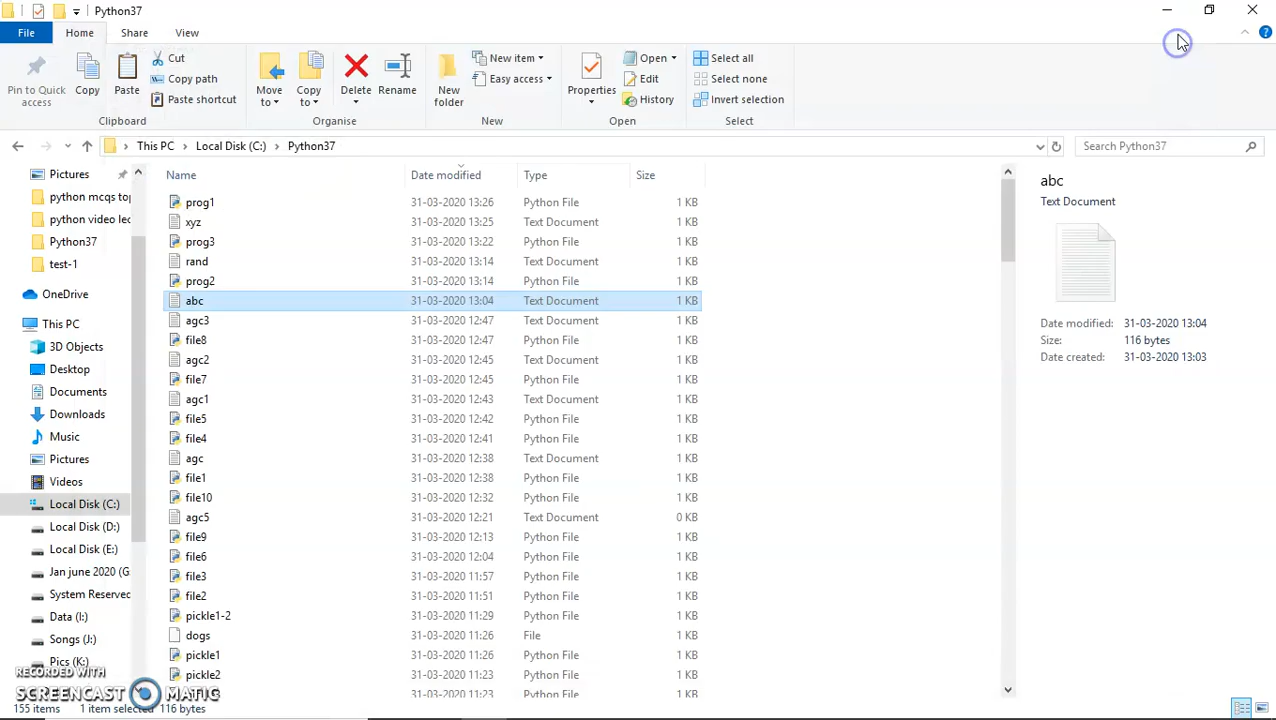 Python37
File Home Share View
Pin to Quick access
Copy
Paste
Cut
Copy path
Paste shortcut
Clipboard
Move to
Copy to
Delete
Rename
Organise
New folder
New item
Easy access
New
Properties
Open
Edit
History
Open
Select all
Select none
Invert selection
Select
This PC > Local Disk (C:) > Python37
Search Python37
Pictures
python mcqs top
python video lec
Python37
test-1
OneDrive
This PC
3D Objects
Desktop
Documents
Downloads
Music
Pictures
Videos
Local Disk (C:)
Local Disk (D:)
Local Disk (E:)
Jan june 2020 (G:
System Reserved
Data (I:)
Songs (J:)
Pics (K:)
Name Date modified Type Size
prog1 31-03-2020 13:26 Python File 1 KB
xyz 31-03-2020 13:25 Text Document 1 KB
prog3 31-03-2020 13:22 Python File 1 KB
rand 31-03-2020 13:14 Text Document 1 KB
prog2 31-03-2020 13:14 Python File 1 KB
abc 31-03-2020 13:04 Text Document 1 KB
agc3 31-03-2020 12:47 Text Document 1 KB
file8 31-03-2020 12:47 Python File 1 KB
agc2 31-03-2020 12:45 Text Document 1 KB
file7 31-03-2020 12:45 Python File 1 KB
agc1 31-03-2020 12:43 Text Document 1 KB
file5 31-03-2020 12:42 Python File 1 KB
file4 31-03-2020 12:41 Python File 1 KB
agc 31-03-2020 12:38 Text Document 1 KB
file1 31-03-2020 12:38 Python File 1 KB
file10 31-03-2020 12:32 Python File 1 KB
agc5 31-03-2020 12:21 Text Document 0 KB
file9 31-03-2020 12:13 Python File 1 KB
file6 31-03-2020 12:04 Python File 1 KB
file3 31-03-2020 11:57 Python File 1 KB
file2 31-03-2020 11:51 Python File 1 KB
pickle1-2 31-03-2020 11:29 Python File 1 KB
dogs 31-03-2020 11:26 File 1 KB
pickle1 31-03-2020 11:26 Python File 1 KB
pickle2 31-03-2020 11:23 Python File 1 KB
31-03-2020 11:23 Python File 1 KB
abc
Text Document
Date modified: 31-03-2020 13:04
Size: 116 bytes
Date created: 31-03-2020 13:03
RECORDED WITH
SCREENCAST MATIC
155 items 1 item selected 116 bytes